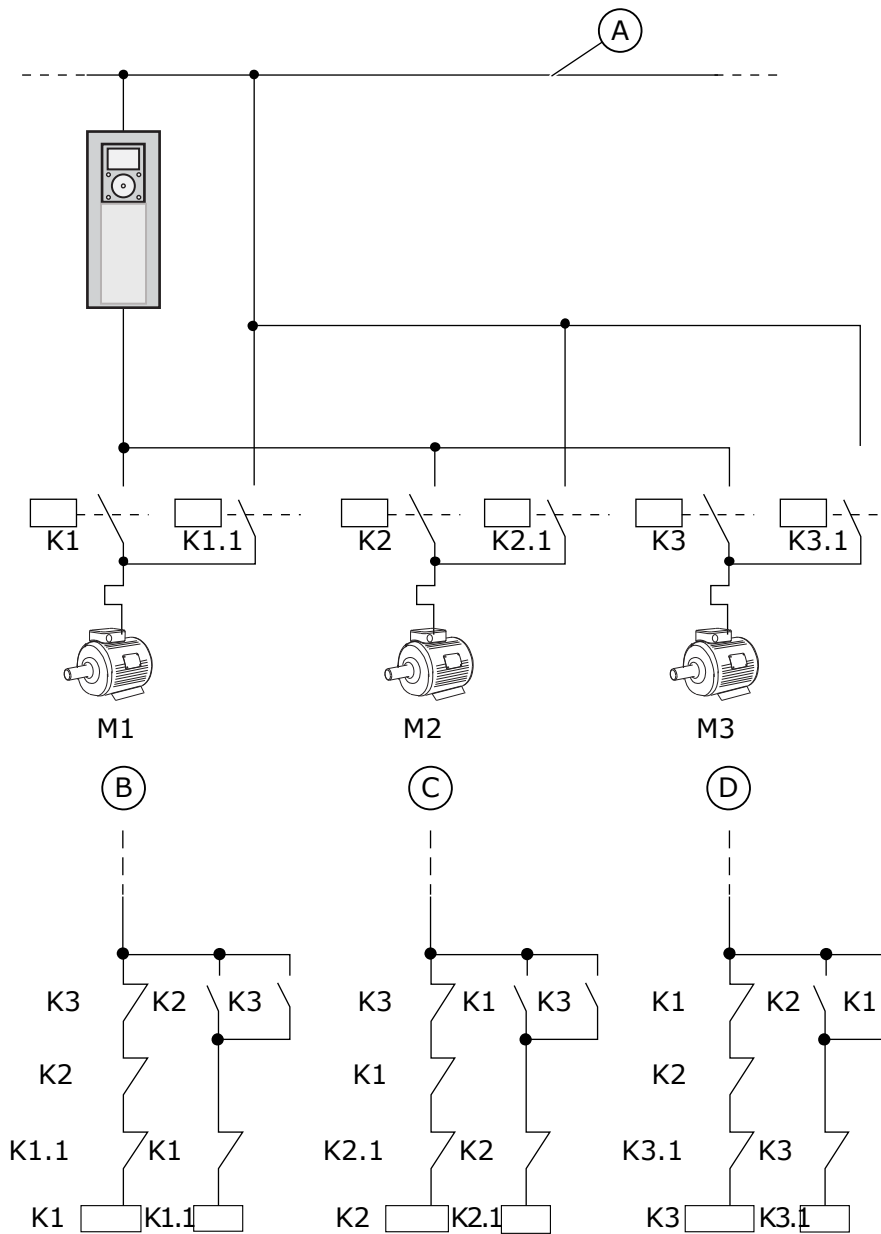 A
K1 K1.1 K2 K2.1 K3 K3.1
M1 M2 M3
B C D
K3 K2 K3 K3 K1 K3 K1 K2 K1
K2 K1 K2
K1.1 K1 K2.1 K2 K3.1 K3
K1 K1.1 K2 K2.1 K3 K3.1